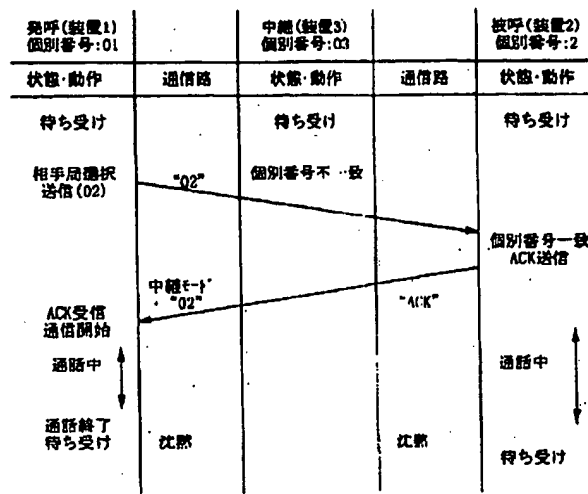 発呼(装置1)
個別番号:01
中継(装置3)
個別番号:03
被呼(装置2)
個別番号:2
状態・動作
通信路
状態・動作
通信路
状態・動作
待ち受け
待ち受け
待ち受け
相手局選択
送信(02)
"02"
個別番号不一致
個別番号一致
ACK送信
中継モード
"02"
"ACK"
ACK受信
通信開始
通話中
通話中
通話終了
待ち受け
沈黙
沈黙
待ち受け